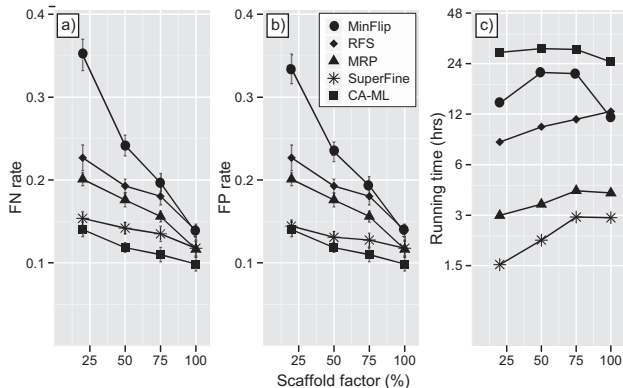 a)
FN rate
0.4
0.3
0.2
0.1
25 50 75 100
b)
FP rate
0.4
0.3
0.2
0.1
MinFlip
RFS
MRP
SuperFine
CA-ML
25 50 75 100
Scaffold factor (%)
c)
Running time (hrs)
48
24
12
6
3
1.5
25 50 75 100